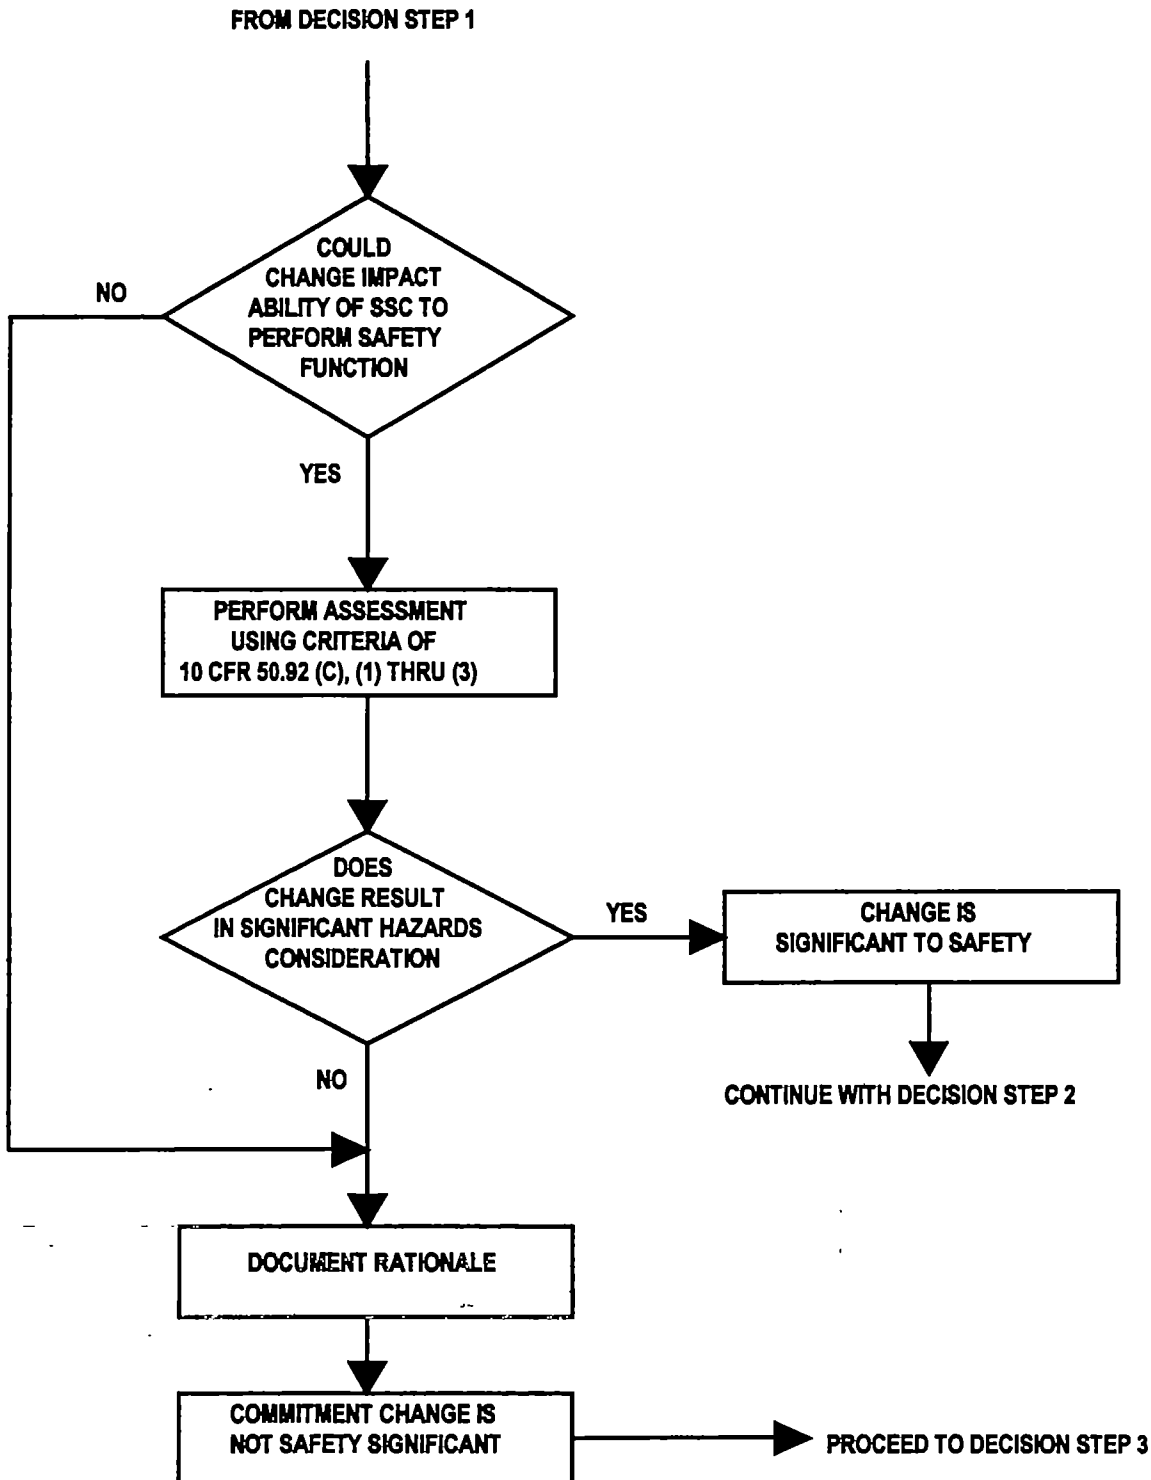 FROM DECISION STEP 1
COULD
CHANGE IMPACT
ABILITY OF SSC TO
PERFORM SAFETY
FUNCTION
NO
YES
PERFORM ASSESSMENT
USING CRITERIA OF
10 CFR 50.92 (C), (1) THRU (3)
DOES
CHANGE RESULT
IN SIGNIFICANT HAZARDS
CONSIDERATION
YES
CHANGE IS
SIGNIFICANT TO SAFETY
NO
CONTINUE WITH DECISION STEP 2
DOCUMENT RATIONALE
COMMITMENT CHANGE IS
NOT SAFETY SIGNIFICANT
PROCEED TO DECISION STEP 3